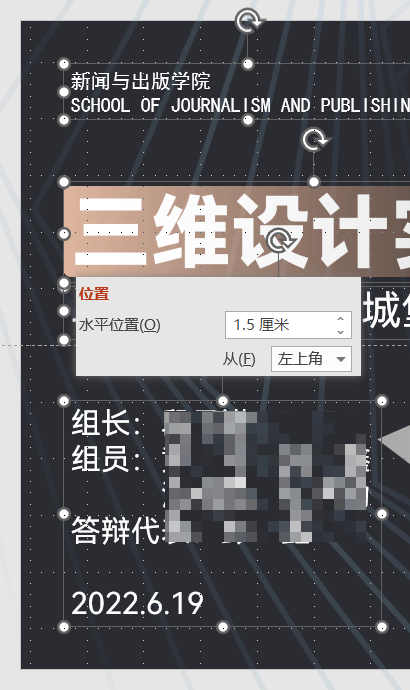 新闻与出版学院
SCHOOL OF JOURNALISM AND PUBLISHIN
三维设计
位置
水平位置(O)
1.5 厘米
从(F)
左上角
城
组长：
组员：
答辩代
2022.6.19